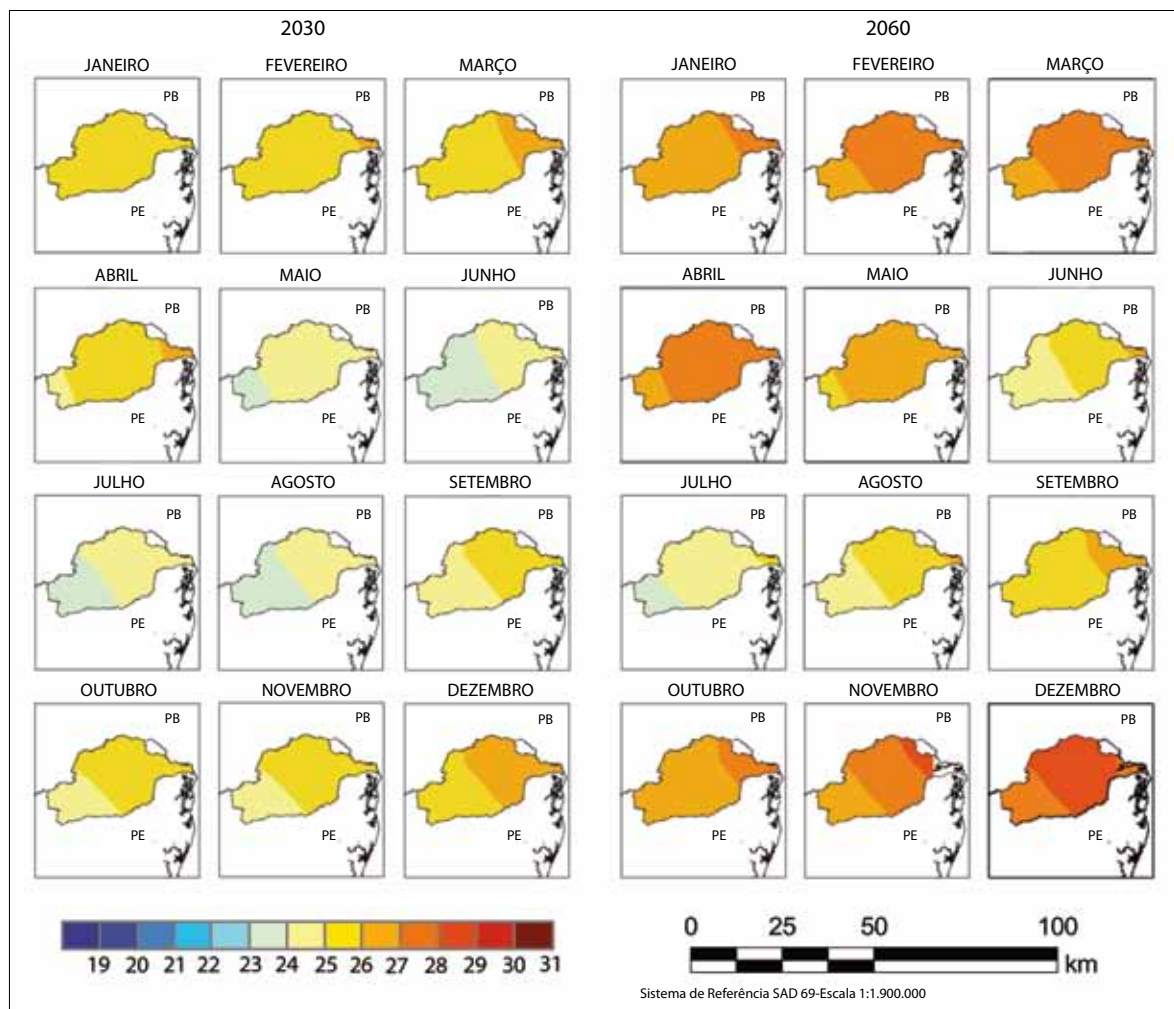 2030 2060
JANEIRO FEVEREIRO MARÇO JANEIRO FEVEREIRO MARÇO
PB PB PB PB PB PB
PE PE PE PE PE PE
ABRIL MAIO JUNHO ABRIL MAIO JUNHO
PB PB PB PB PB PB
PE PE PE PE PE PE
JULHO AGOSTO SETEMBRO JULHO AGOSTO SETEMBRO
PB PB PB PB PB PB
PE PE PE PE PE PE
OUTUBRO NOVEMBRO DEZEMBRO OUTUBRO NOVEMBRO DEZEMBRO
PB PB PB PB PB PB
PE PE PE PE PE PE
19 20 21 22 23 24 25 26 27 28 29 30 31
0 25 50 100
km
Sistema de Referência SAD 69-Escala 1:1.900.000